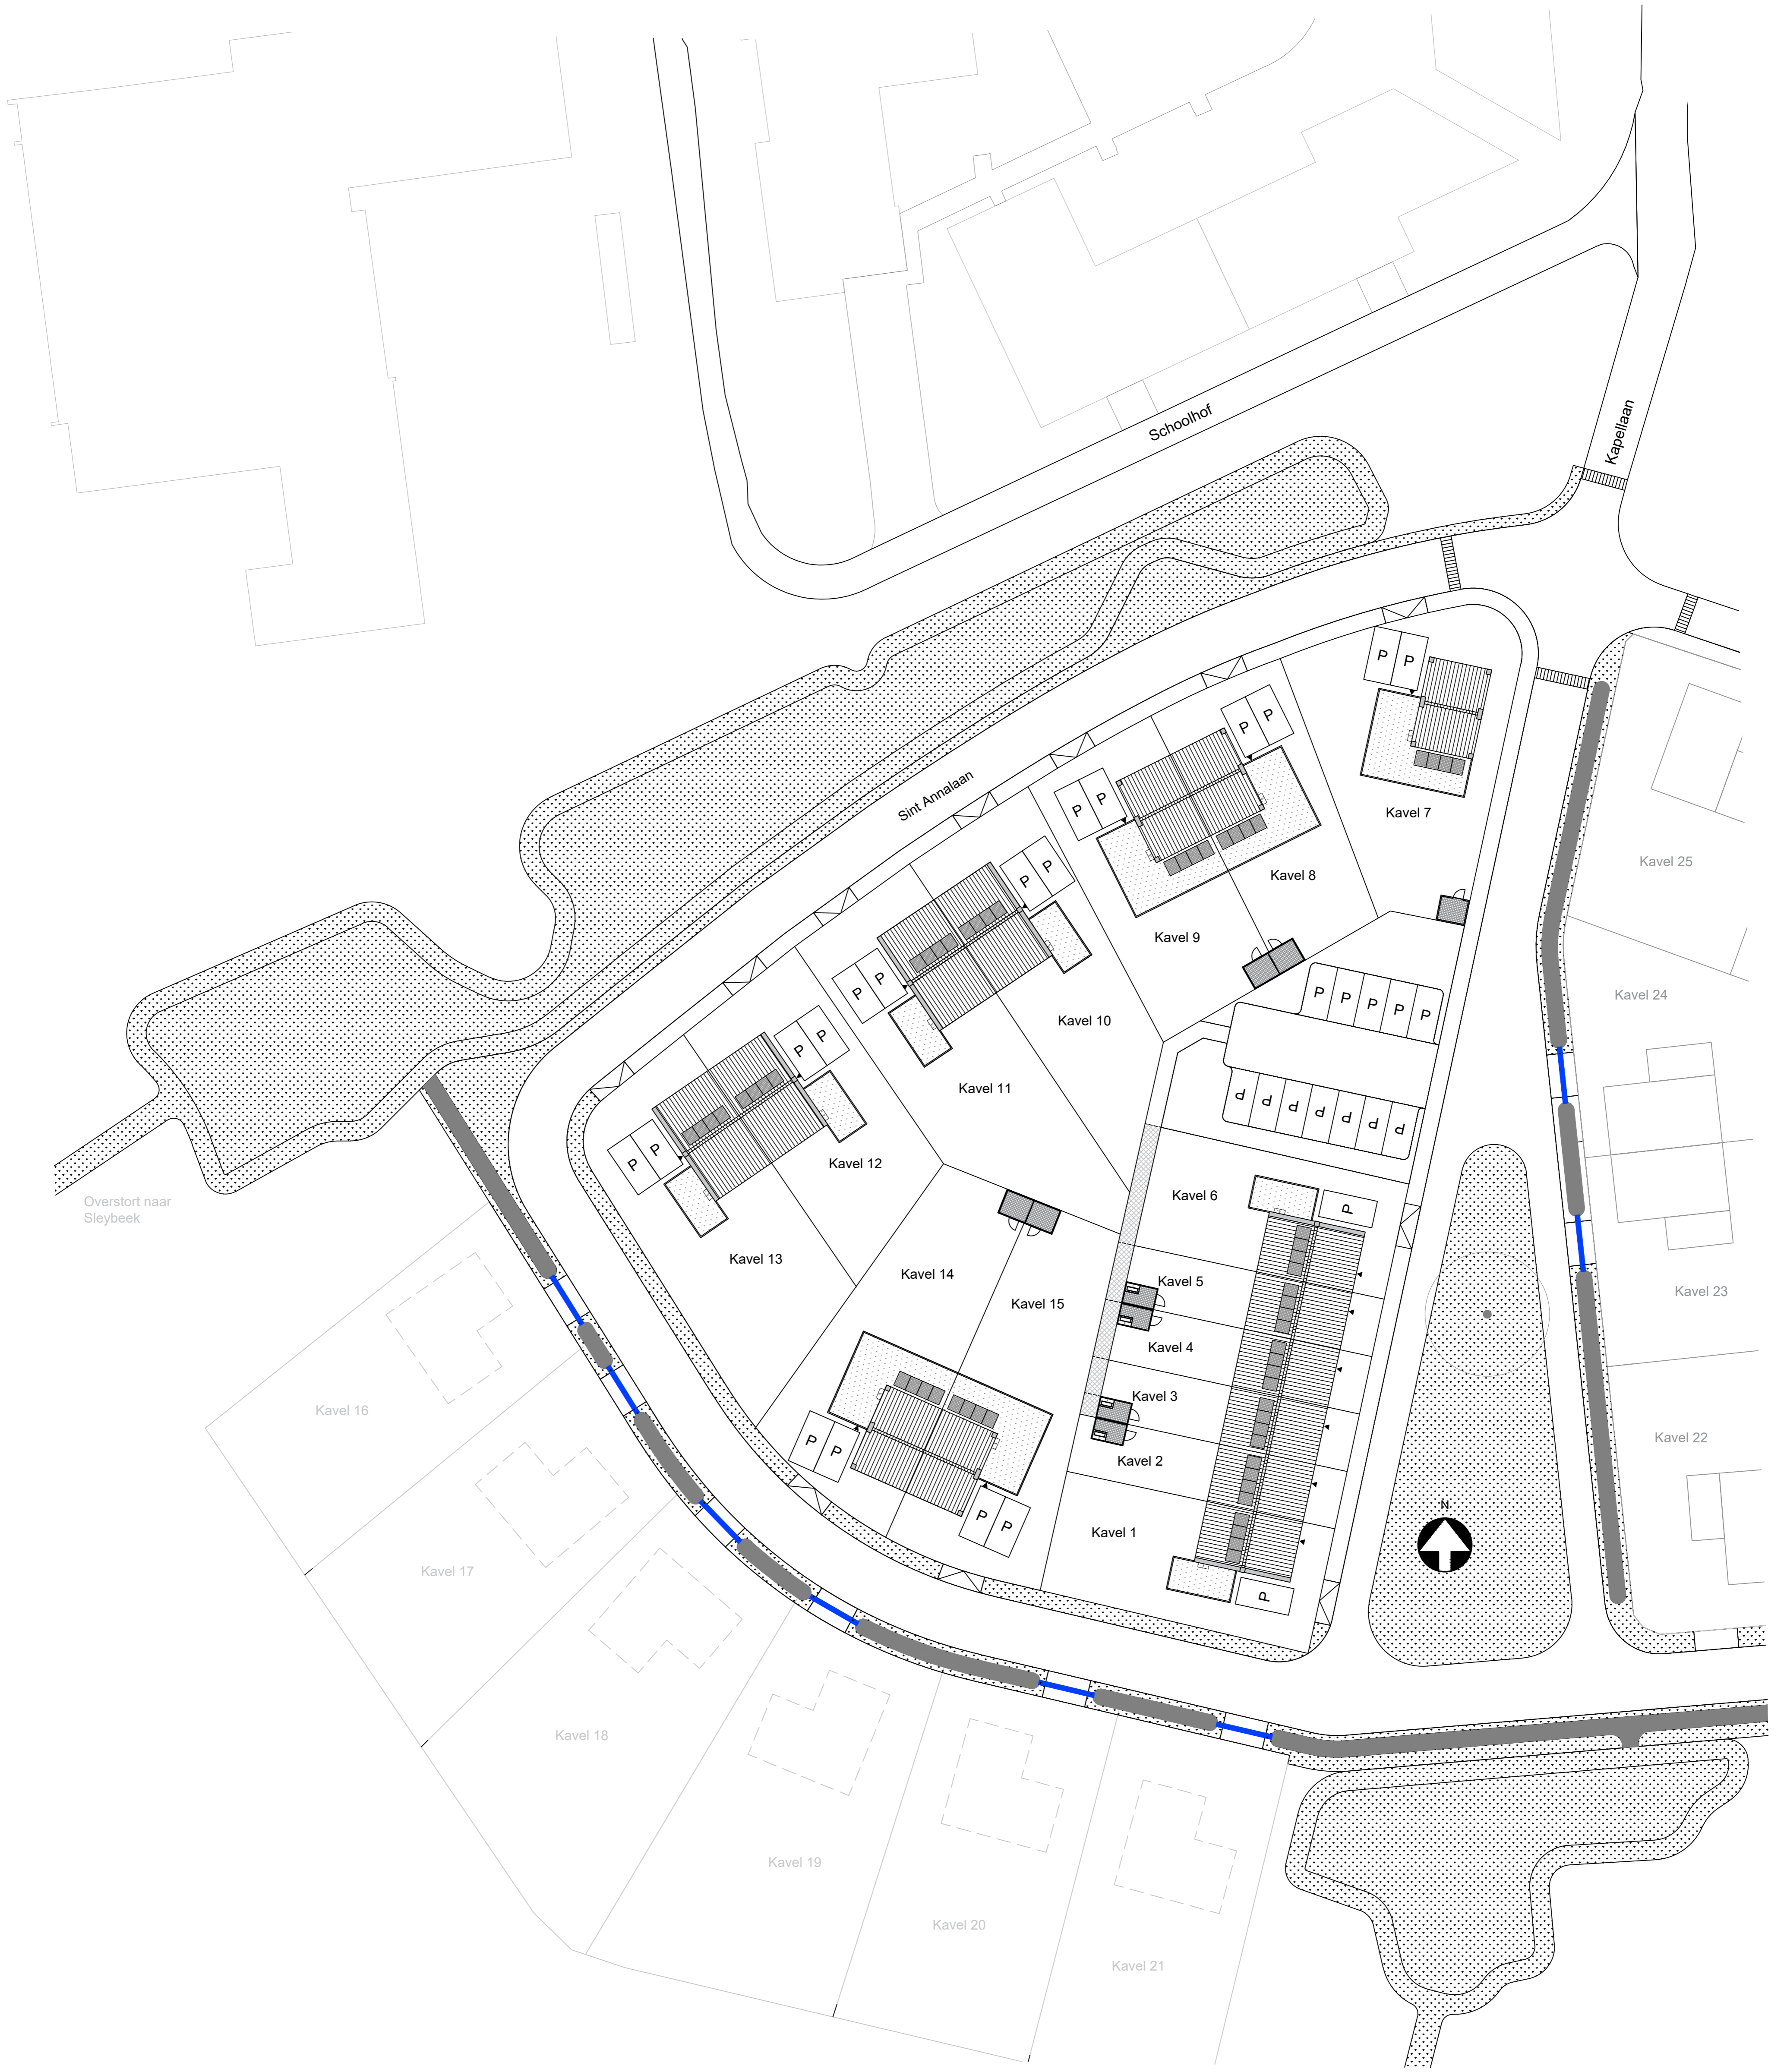 Schoolhof
Kapellaan
Sint Annalaan
P P
Kavel 7
P P
P P
Kavel 8
Kavel 9
Kavel 25
P P
P P
Kavel 10
Kavel 11
P P P P P
Kavel 24
P P P P P P
P P
P P
Kavel 12
Kavel 13
Overstort naar
Sleybeek
Kavel 6
P
Kavel 5
Kavel 4
Kavel 3
Kavel 2
Kavel 1
P
Kavel 14
Kavel 15
P P
P P
Kavel 23
Kavel 22
N
Kavel 16
Kavel 17
Kavel 18
Kavel 19
Kavel 20
Kavel 21